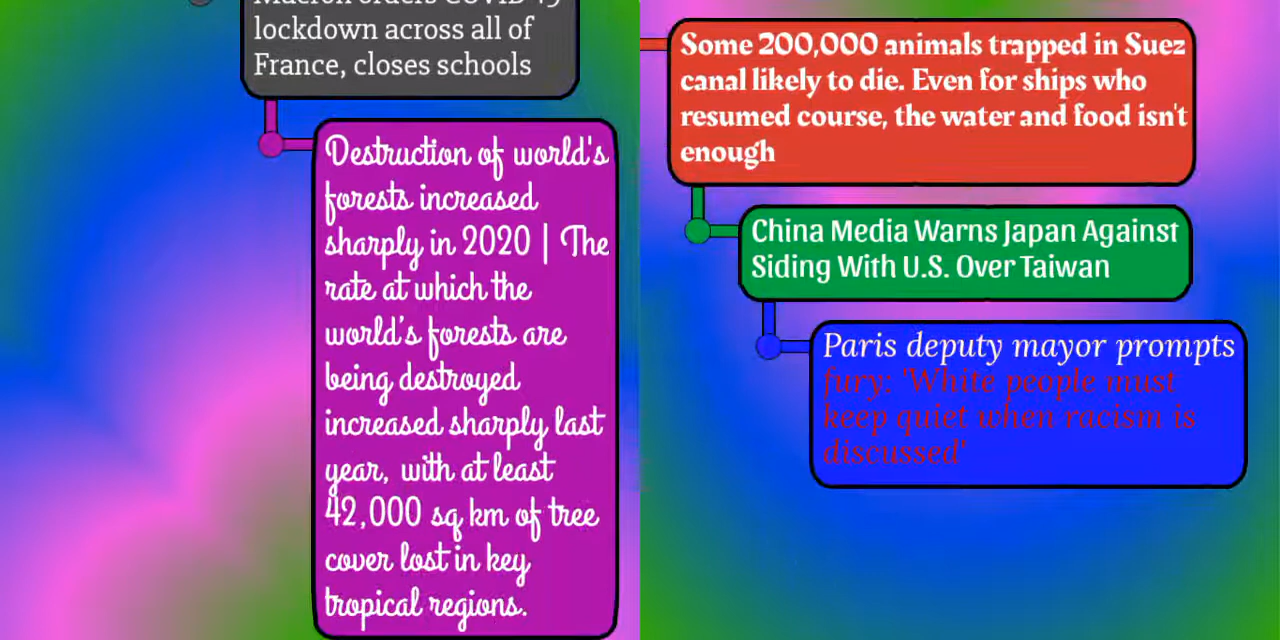 Macron orders COVID-19
lockdown across all of
France, closes schools
Destruction of world's
forests increased
sharply in 2020 | The
rate at which the
world's forests are
being destroyed
increased sharply last
year, with at least
42,000 sq km of tree
cover lost in key
tropical regions.
Some 200,000 animals trapped in Suez
canal likely to die. Even for ships who
resumed course, the water and food isn't
enough
China Media Warns Japan Against
Siding With U.S. Over Taiwan
Paris deputy mayor prompts
fury: 'White people must
keep quiet when racism is
discussed'